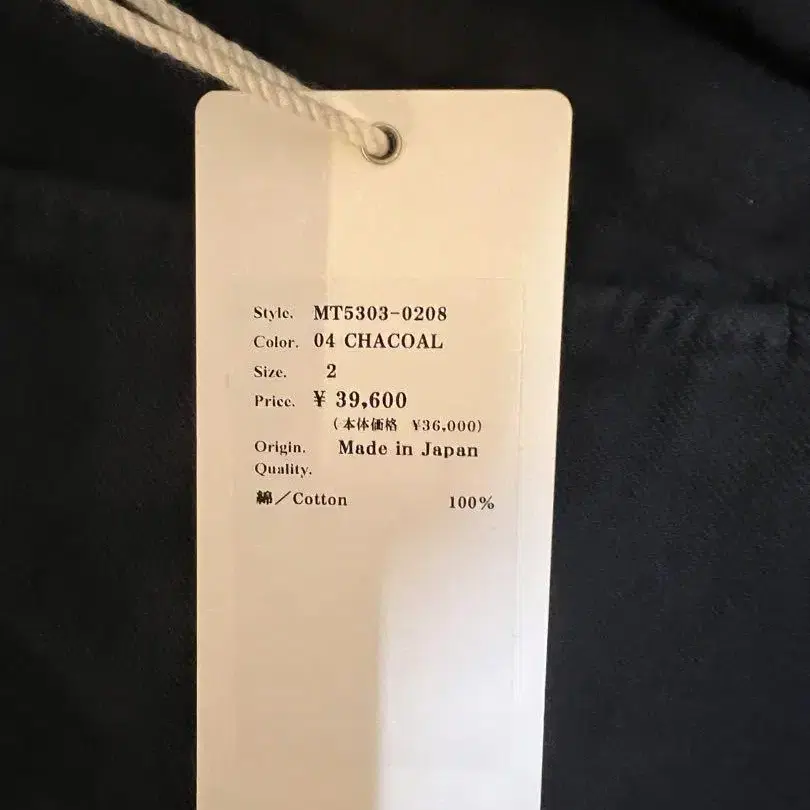 Style. MT5303-0208
Color. 04 CHACOAL
Size. 2
Price. ¥ 39,600
(本体価格 ¥36,000)
Origin. Made in Japan
Quality.
綿／Cotton 100%